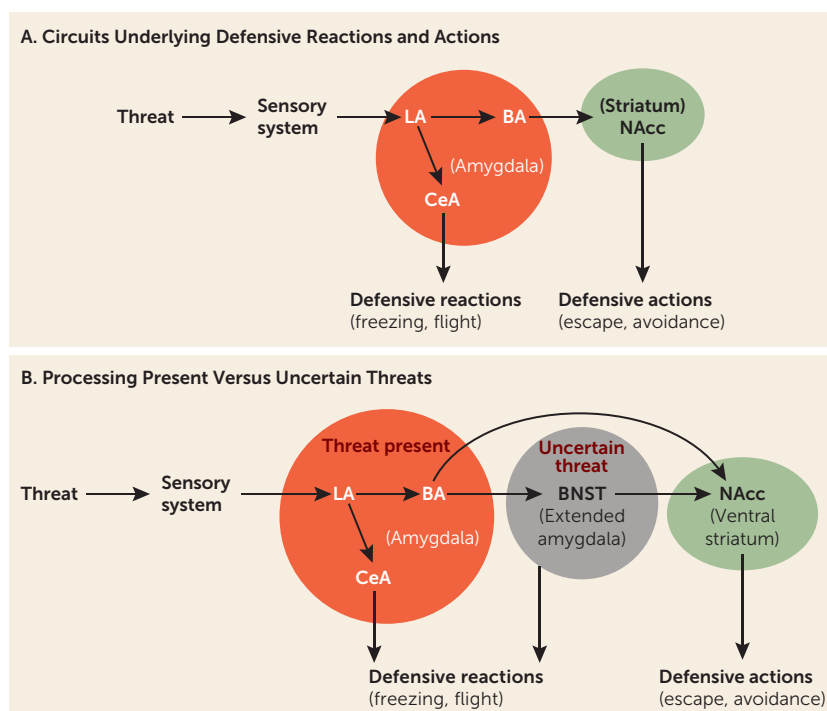 A. Circuits Underlying Defensive Reactions and Actions
Threat
Sensory
system
LA
BA
(Amygdala)
CeA
(Striatum)
NAcc
Defensive reactions
(freezing, flight)
Defensive actions
(escape, avoidance)
B. Processing Present Versus Uncertain Threats
Threat
Sensory
system
Threat present
LA
BA
(Amygdala)
CeA
Uncertain
threat
BNST
(Extended
amygdala)
NAcc
(Ventral
striatum)
Defensive reactions
(freezing, flight)
Defensive actions
(escape, avoidance)